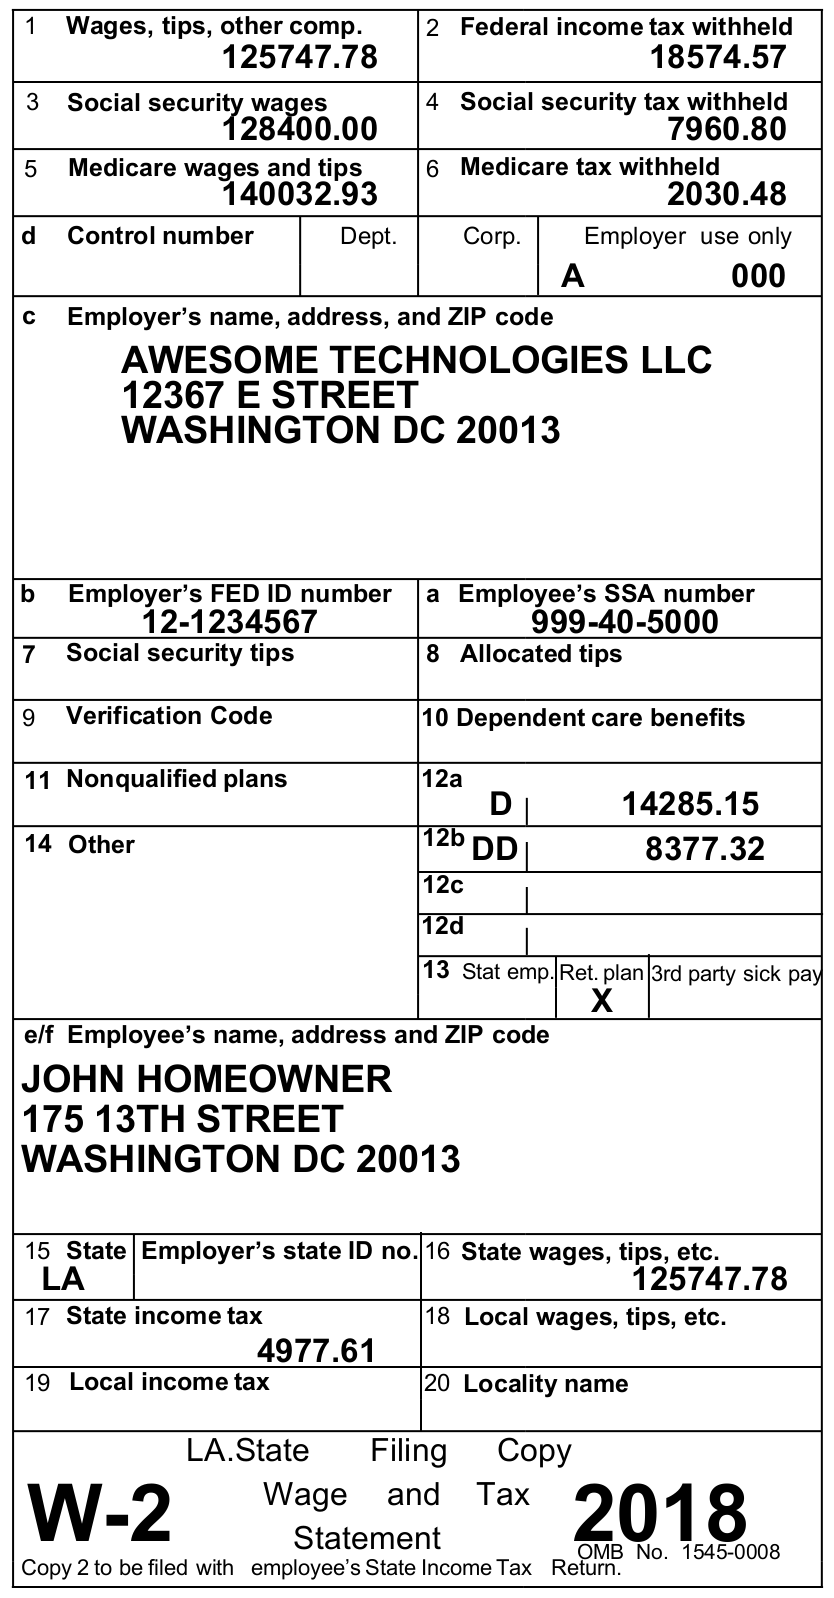 1 Wages, tips, other comp. 2 Federal income tax withheld
125747.78 18574.57
3 Social security wages 4 Social security tax withheld
128400.00 7960.80
5 Medicare wages and tips 6 Medicare tax withheld
140032.93 2030.48
d Control number Dept. Corp. Employer use only
A 000
c Employer’s name, address, and ZIP code
AWESOME TECHNOLOGIES LLC
12367 E STREET
WASHINGTON DC 20013
b Employer’s FED ID number a Employee’s SSA number
12-1234567 999-40-5000
7 Social security tips 8 Allocated tips
9 Verification Code 10 Dependent care benefits
11 Nonqualified plans 12a
D 14285.15
14 Other 12b DD 8377.32
12c
12d
13 Stat emp. Ret. plan 3rd party sick pay
X
e/f Employee’s name, address and ZIP code
JOHN HOMEOWNER
175 13TH STREET
WASHINGTON DC 20013
15 State Employer’s state ID no. 16 State wages, tips, etc.
LA 125747.78
17 State income tax 18 Local wages, tips, etc.
4977.61
19 Local income tax 20 Locality name
LA.State Filing Copy
W-2 Wage and Tax 2018
Statement
OMB No. 1545-0008
Copy 2 to be filed with employee’s State Income Tax Return.